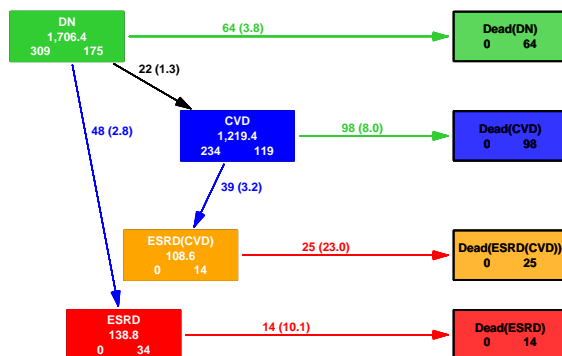 DN
1,706.4
309 175
64 (3.8)
Dead(DN)
0 64
22 (1.3)
48 (2.8)
CVD
1,219.4
234 119
98 (8.0)
Dead(CVD)
0 98
39 (3.2)
ESRD(CVD)
108.6
0 14
25 (23.0)
Dead(ESRD(CVD))
0 25
ESRD
138.8
0 34
14 (10.1)
Dead(ESRD)
0 14